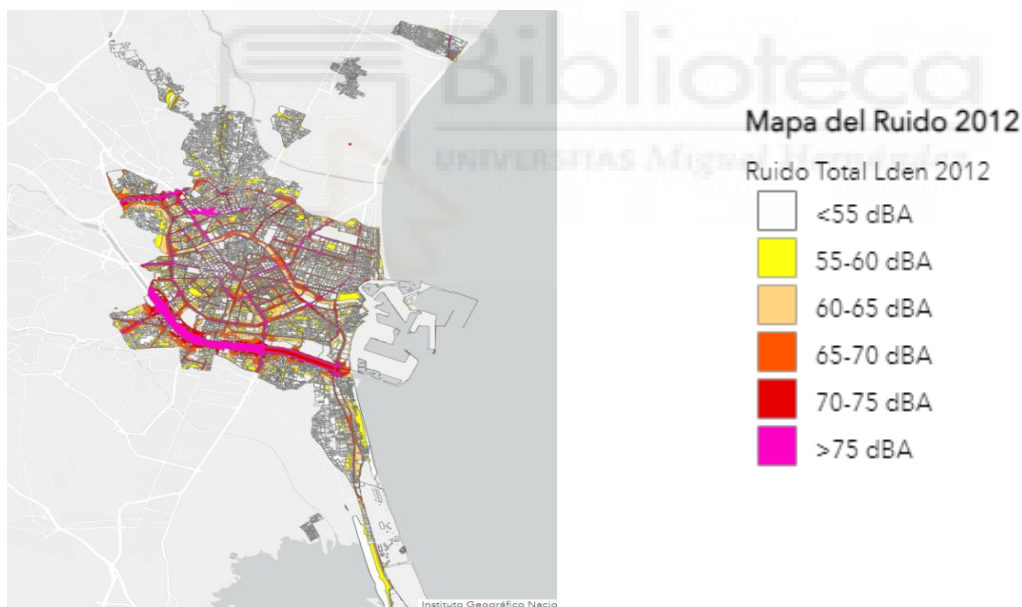 Biblioteca
UNIVERSITAS Miguel Hernández
Mapa del Ruido 2012
Ruido Total Lden 2012
<55 dBA
55-60 dBA
60-65 dBA
65-70 dBA
70-75 dBA
>75 dBA
Instituto Geográfico Nacio